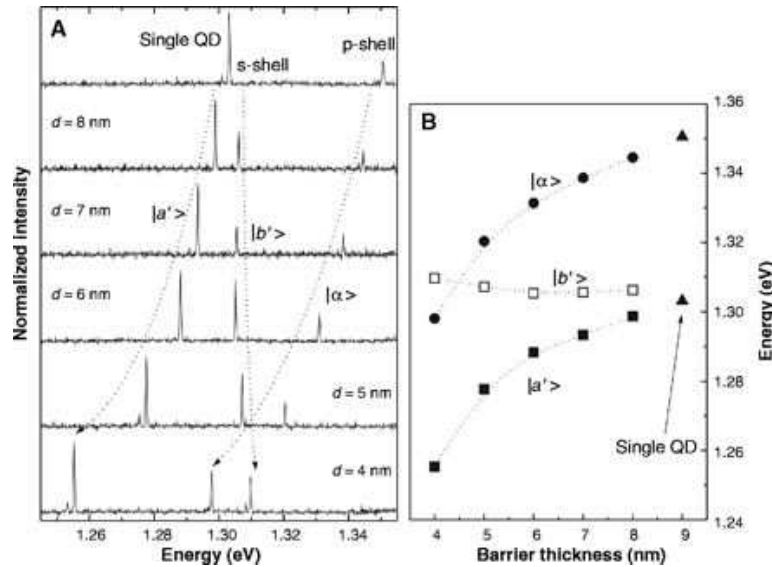 A
Single QD
p-shell
s-shell
d = 8 nm
d = 7 nm
|a'>
|b'>
d = 6 nm
|α>
d = 5 nm
d = 4 nm
1.26 1.28 1.30 1.32 1.34
Energy (eV)
Normalized intensity
B
|α>
|b'>
|a'>
Single QD
1.36
1.34
1.32
1.30
1.28
1.26
1.24
Energy (eV)
4 5 6 7 8 9
Barrier thickness (nm)